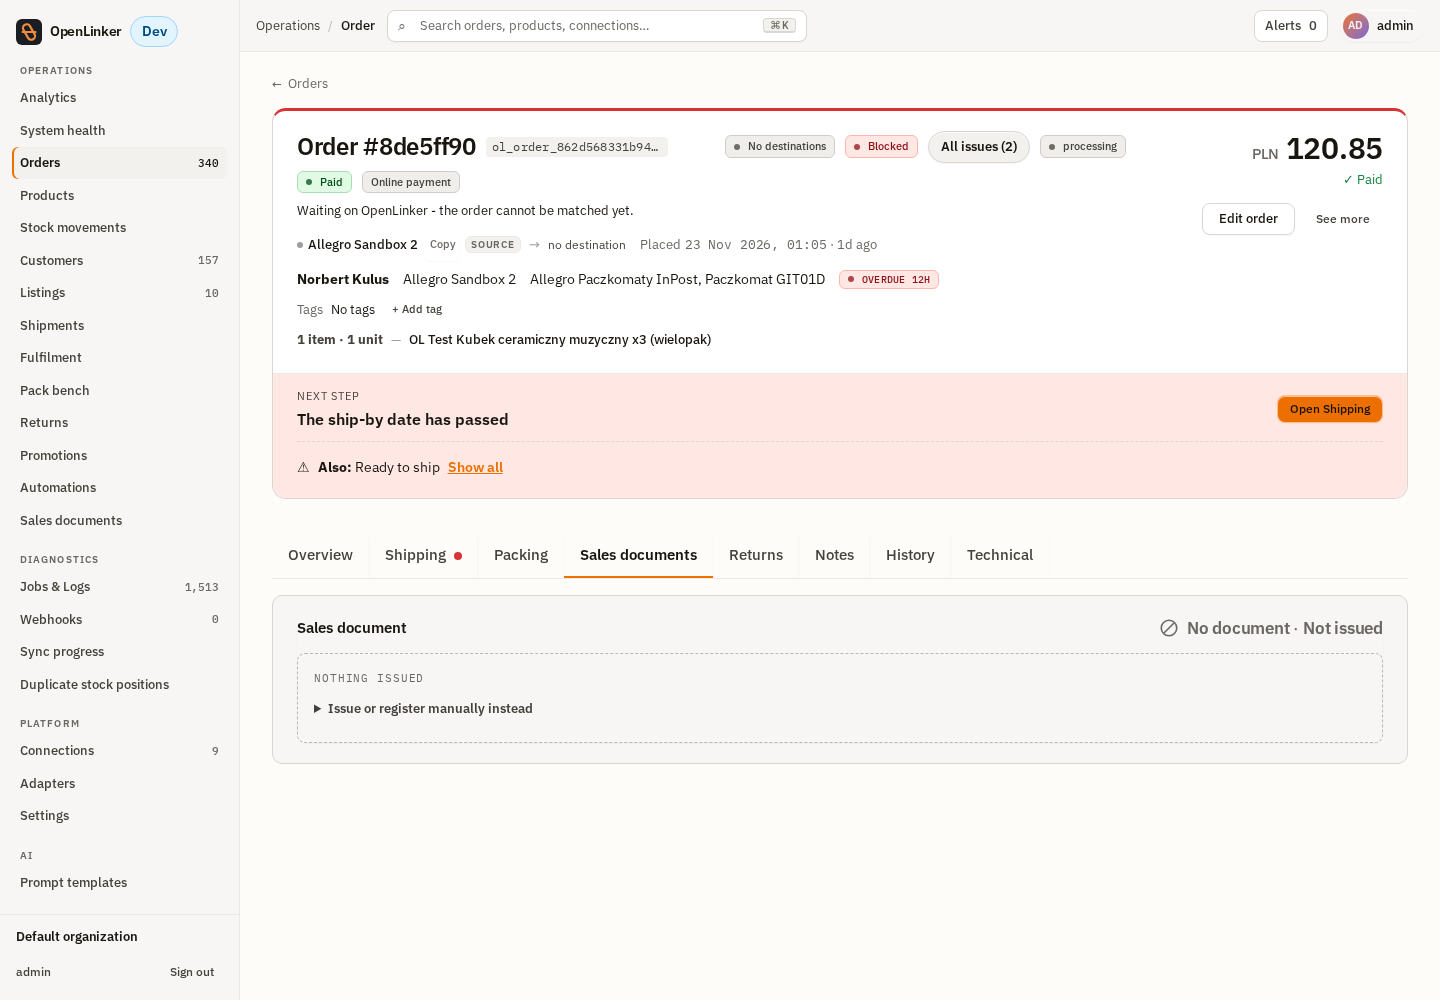 OpenLinker Dev
OPERATIONS
Analytics
System health
Orders 340
Products
Stock movements
Customers 157
Listings 10
Shipments
Fulfilment
Pack bench
Returns
Promotions
Automations
Sales documents
DIAGNOSTICS
Jobs & Logs 1,513
Webhooks 0
Sync progress
Duplicate stock positions
PLATFORM
Connections 9
Adapters
Settings
AI
Prompt templates
Default organization
admin Sign out
Operations / Order
Search orders, products, connections… ⌘K
Alerts 0
AD admin
← Orders
Order #8de5ff90 ol_order_862d568331b94… No destinations Blocked All issues (2) processing
Paid Online payment
PLN 120.85
✓ Paid
Waiting on OpenLinker - the order cannot be matched yet.
Edit order See more
Allegro Sandbox 2 Copy SOURCE → no destination Placed 23 Nov 2026, 01:05 · 1d ago
Norbert Kulus Allegro Sandbox 2 Allegro Paczkomaty InPost, Paczkomat GIT01D OVERDUE 12H
Tags No tags + Add tag
1 item · 1 unit — OL Test Kubek ceramiczny muzyczny x3 (wielopak)
NEXT STEP
The ship-by date has passed
Open Shipping
⚠ Also: Ready to ship Show all
Overview Shipping Packing Sales documents Returns Notes History Technical
Sales document
No document · Not issued
NOTHING ISSUED
▶ Issue or register manually instead